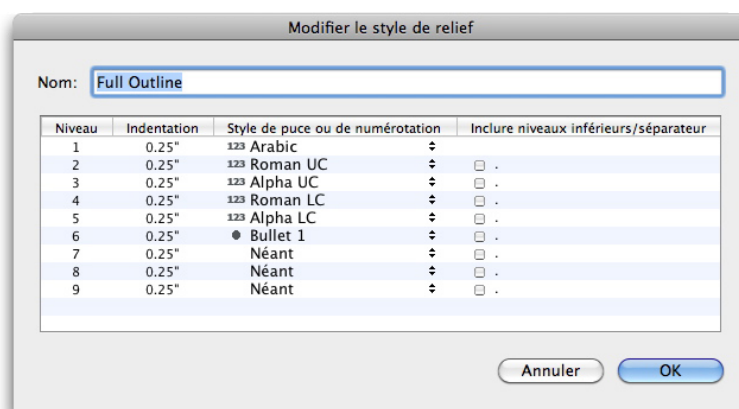 Modifier le style de relief
Nom: Full Outline
Niveau Indentation Style de puce ou de numérotation Inclure niveaux inférieurs/séparateur
1 0.25" 123 Arabic
2 0.25" 123 Roman UC .
3 0.25" 123 Alpha UC .
4 0.25" 123 Roman LC .
5 0.25" 123 Alpha LC .
6 0.25" Bullet 1 .
7 0.25" Néant .
8 0.25" Néant .
9 0.25" Néant .
Annuler OK